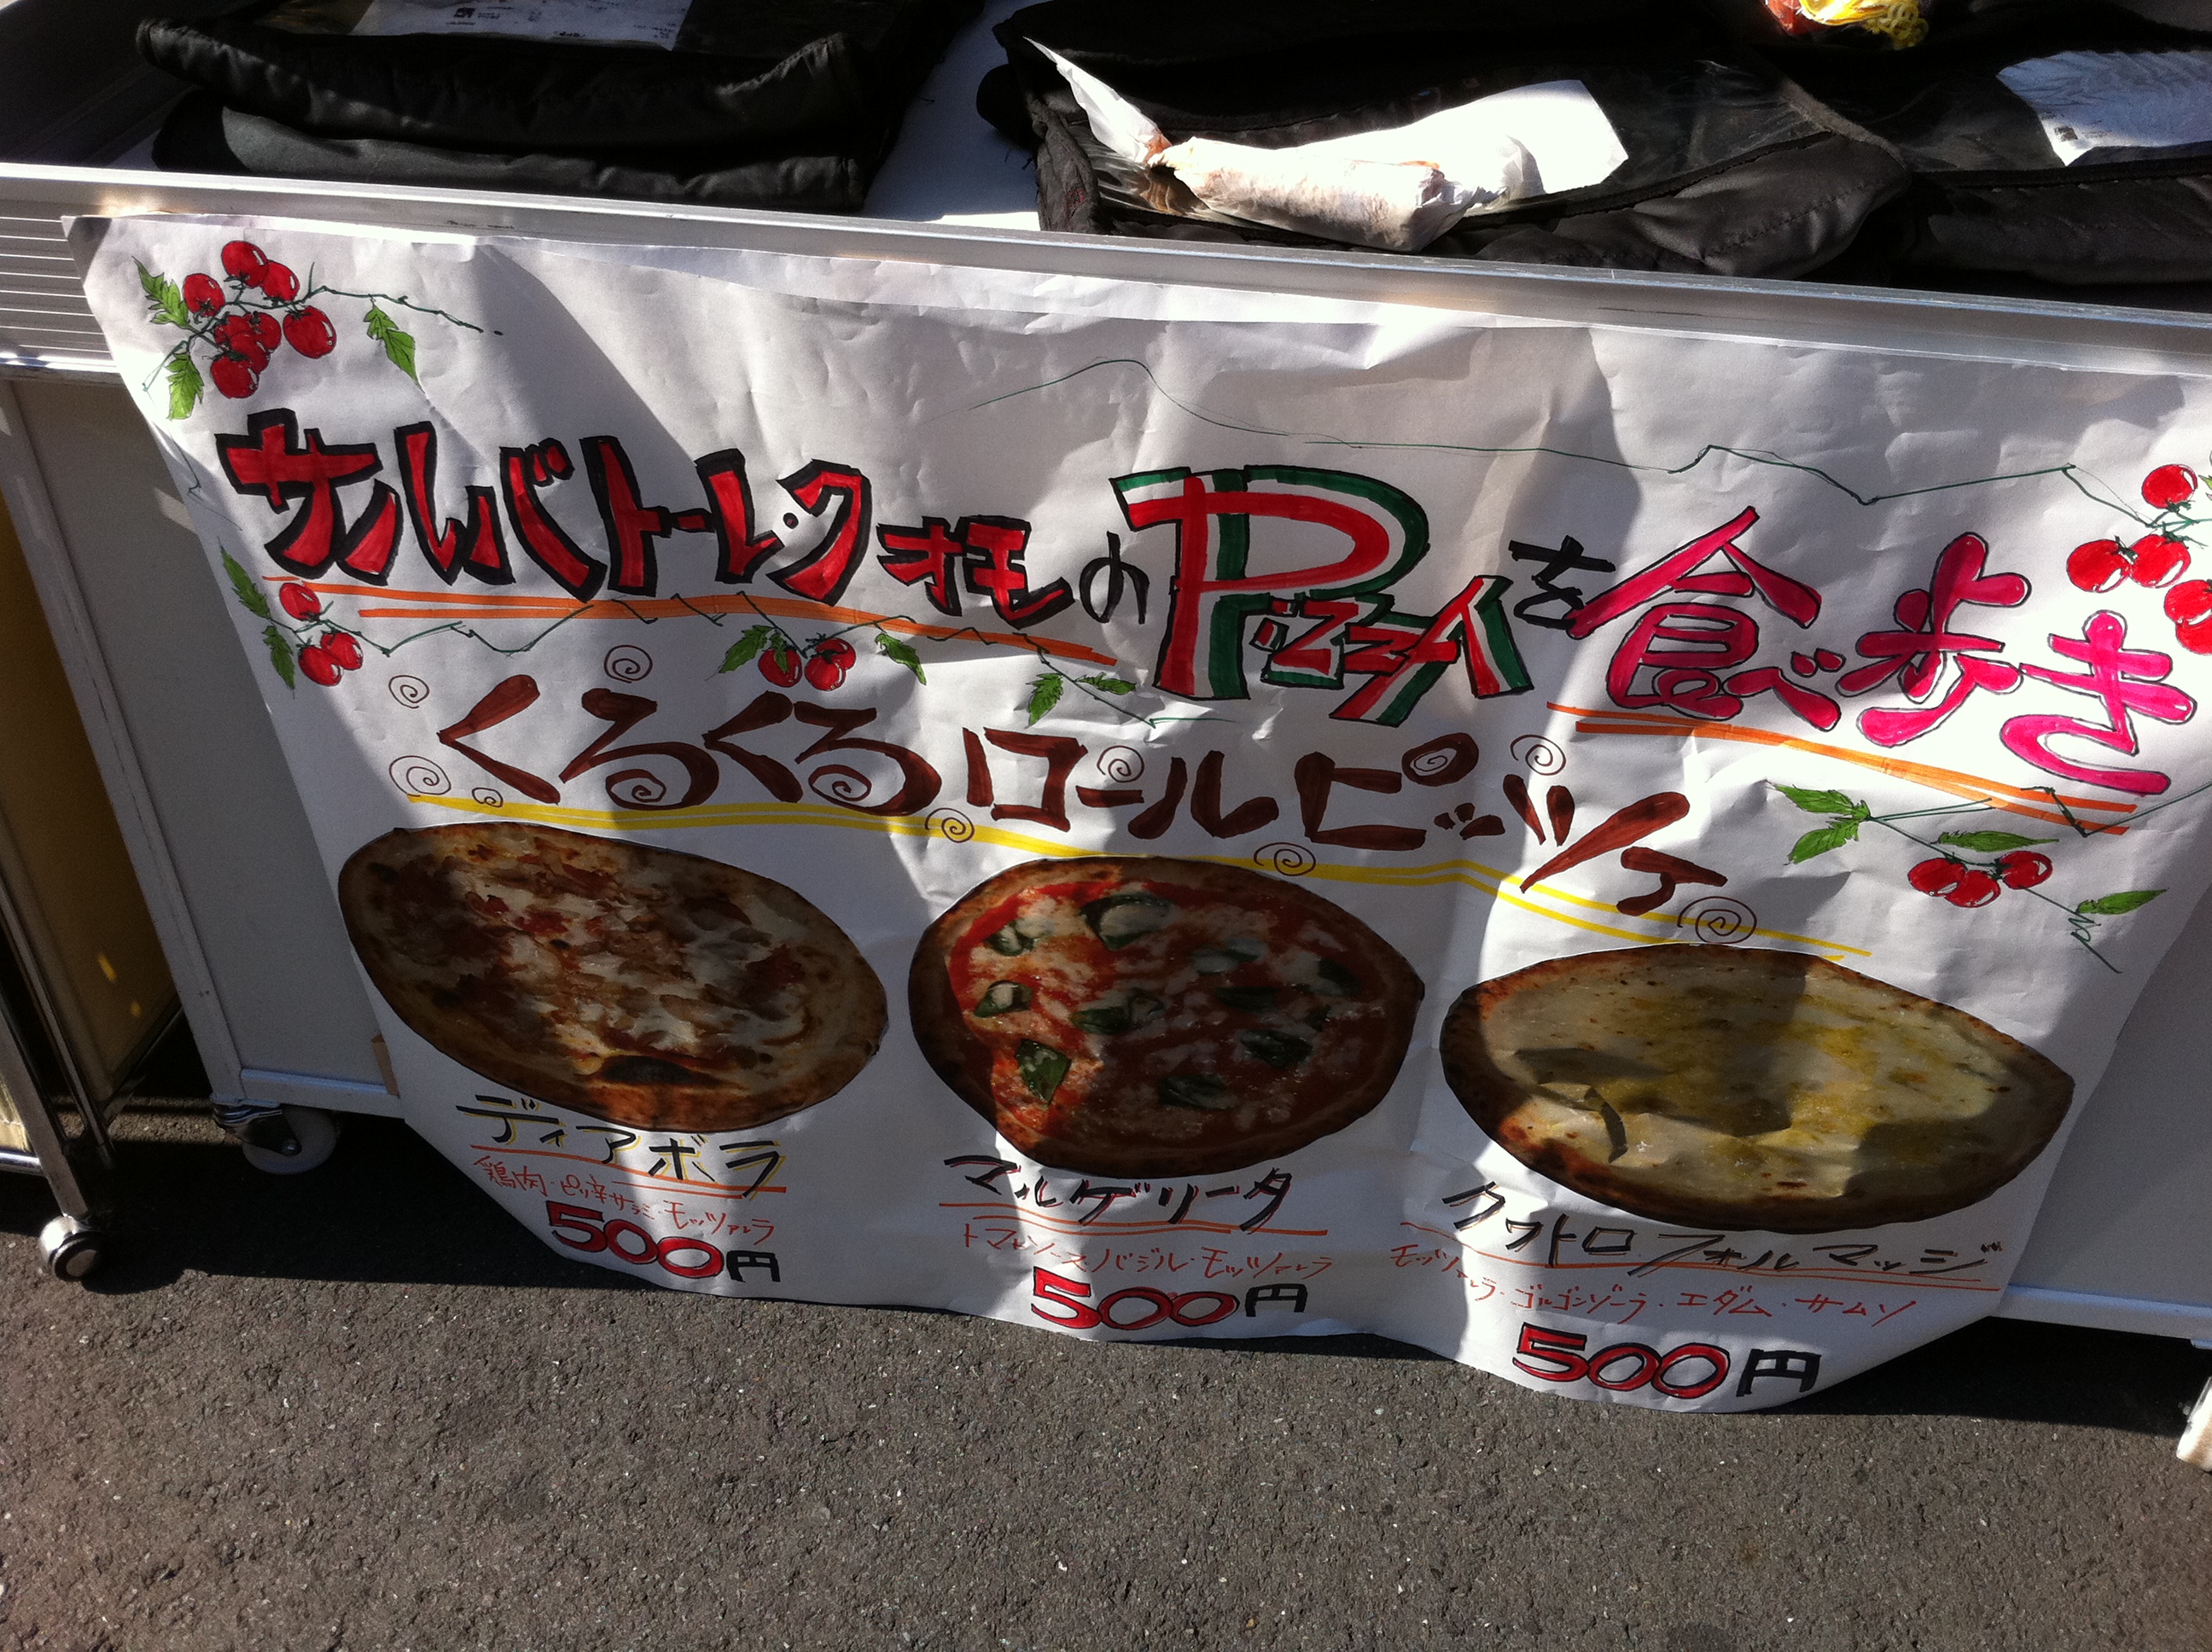 サルバトーレ・クオモのPizzAを食べ歩き
くるくるロールピッツァ
ディアボラ
鶏肉・ピリ辛サラミ・モッツァレラ
500円
マルゲリータ
トマトソース・バジル・モッツァレラ
500円
クワトロフォルマッジ
モッツァレラ・ゴルゴンゾーラ・エダム・サムソ
500円